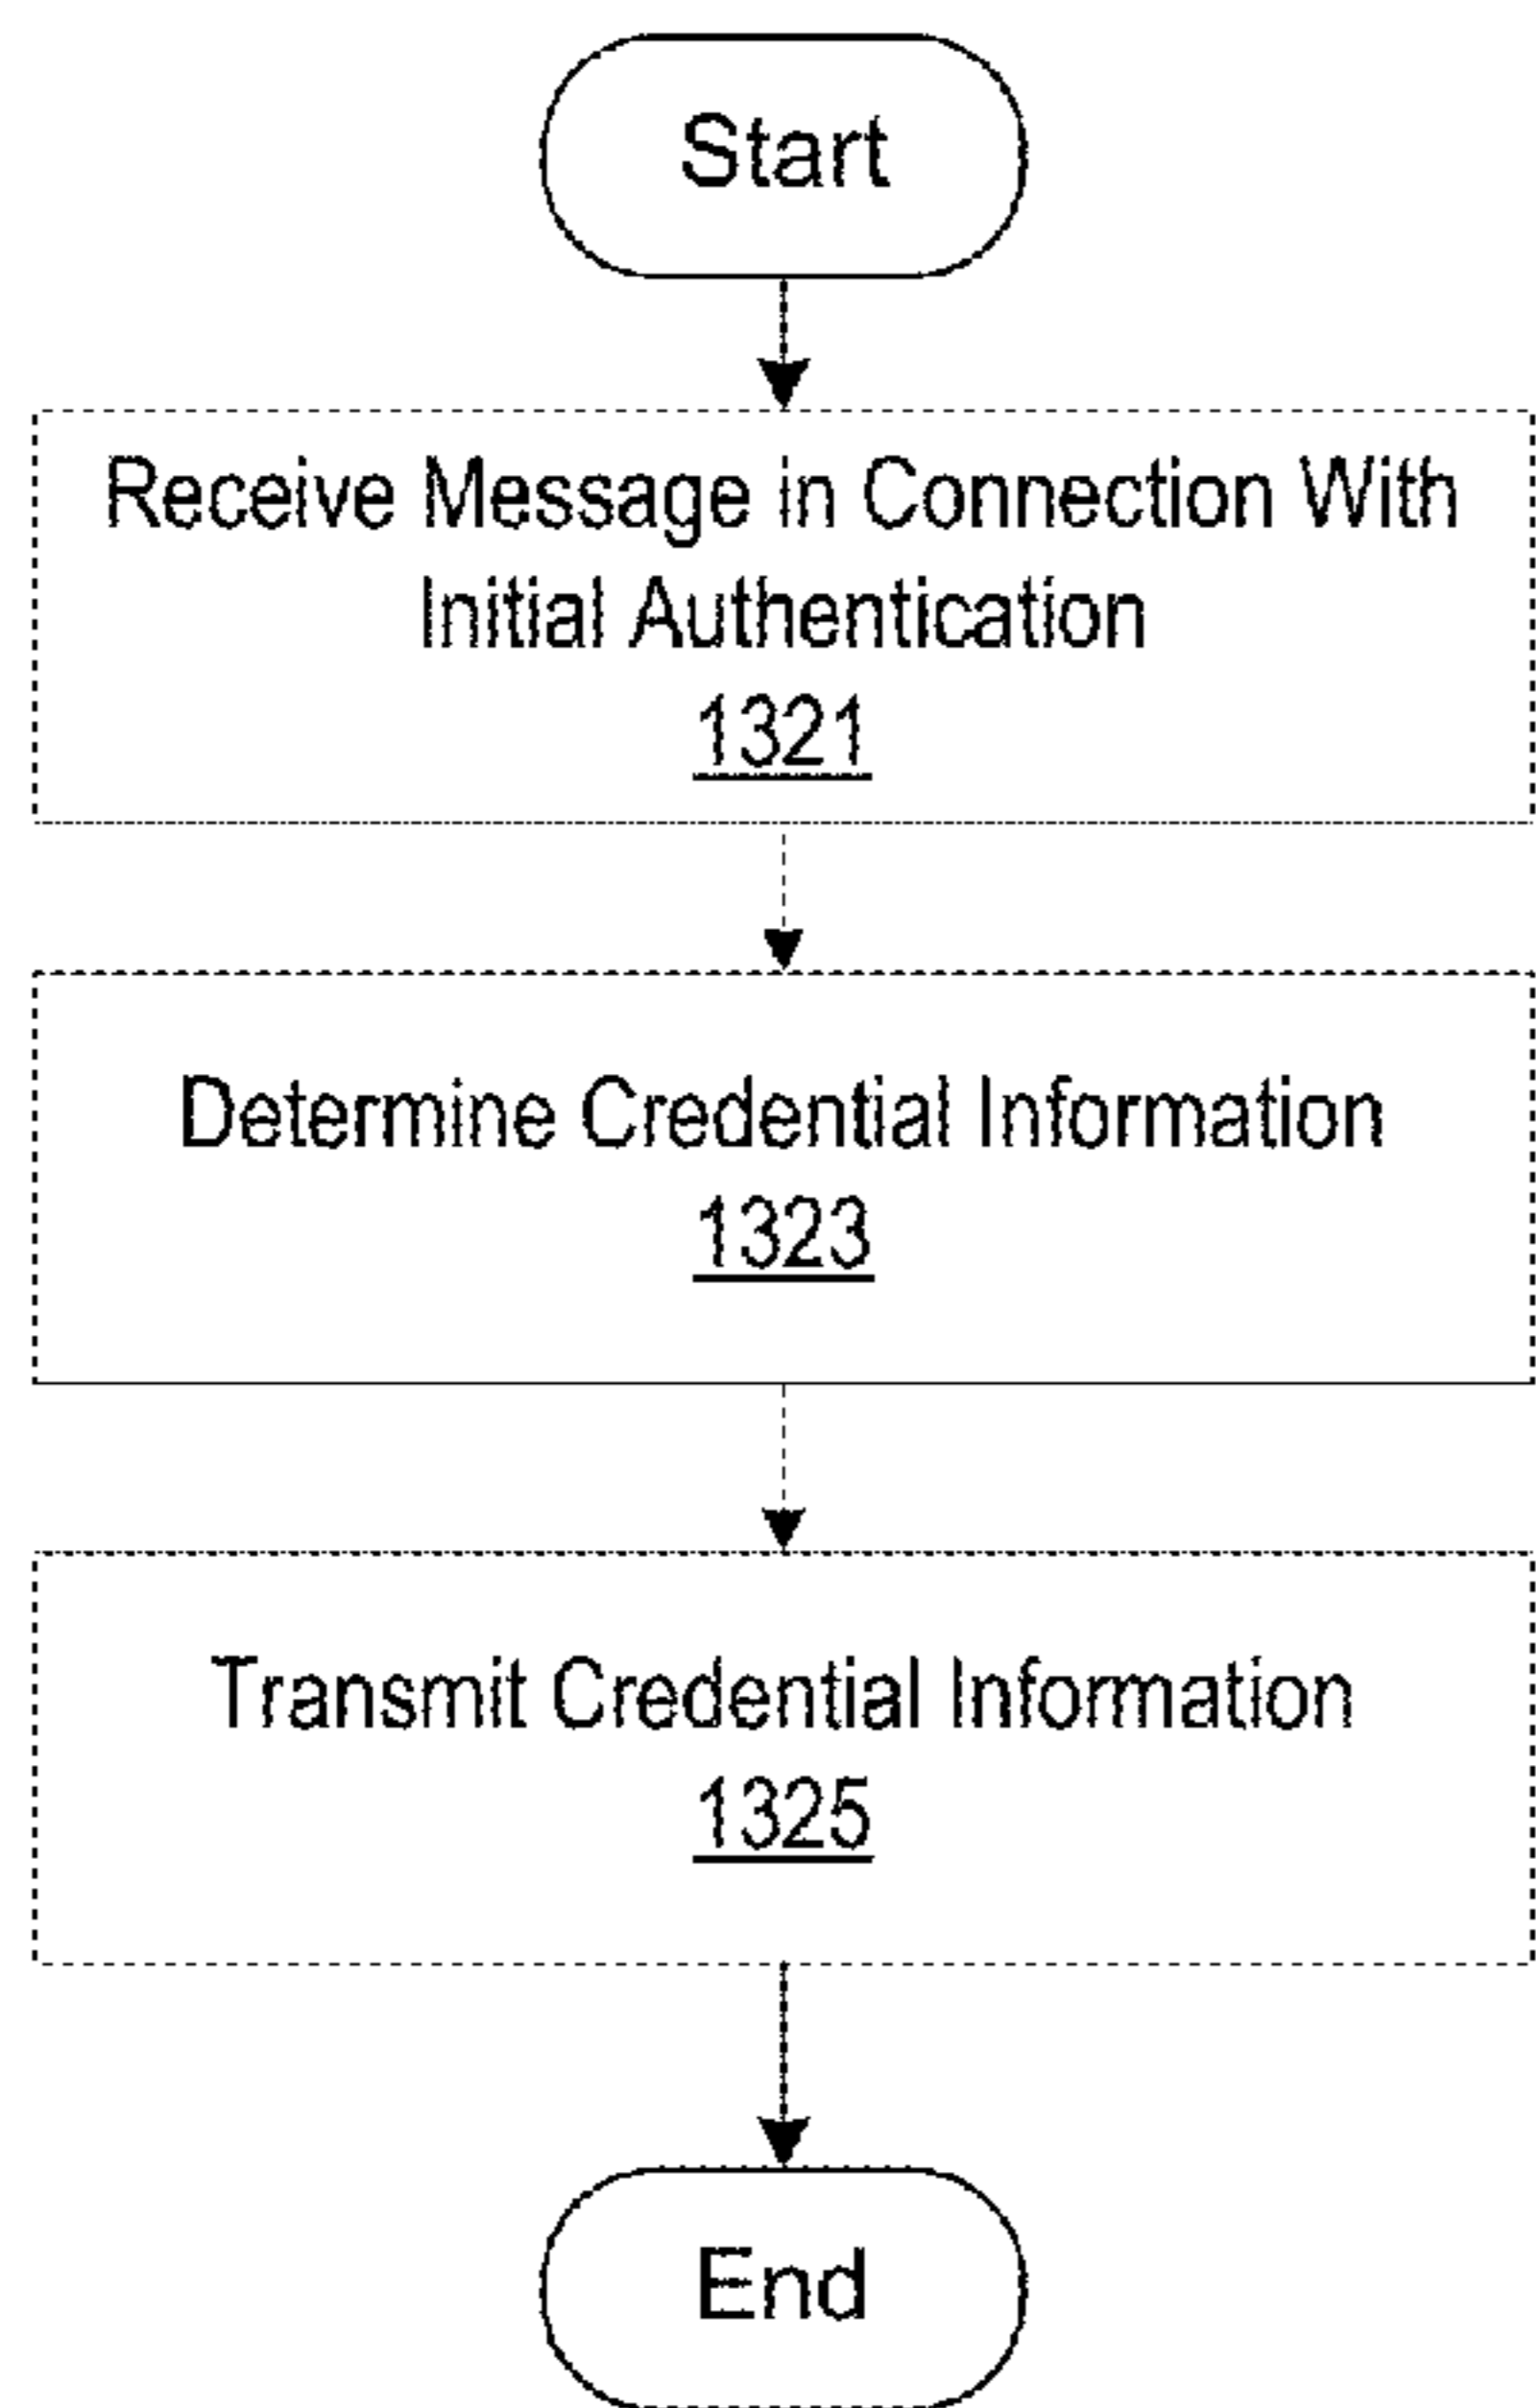 Start
Receive Message in Connection With
Initial Authentication
1321
Determine Credential Information
1323
Transmit Credential Information
1325
End